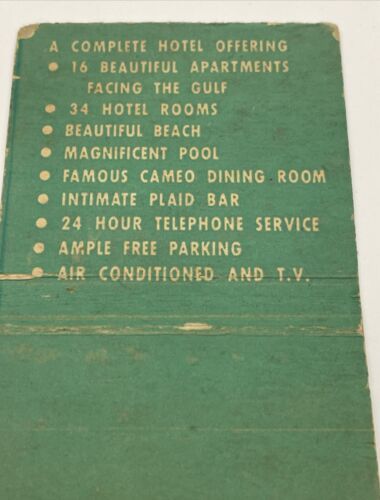 A COMPLETE HOTEL OFFERING
• 16 BEAUTIFUL APARTMENTS
FACING THE GULF
• 34 HOTEL ROOMS
• BEAUTIFUL BEACH
• MAGNIFICENT POOL
• FAMOUS CAMEO DINING ROOM
• INTIMATE PLAID BAR
• 24 HOUR TELEPHONE SERVICE
• AMPLE FREE PARKING
• AIR CONDITIONED AND T.V.